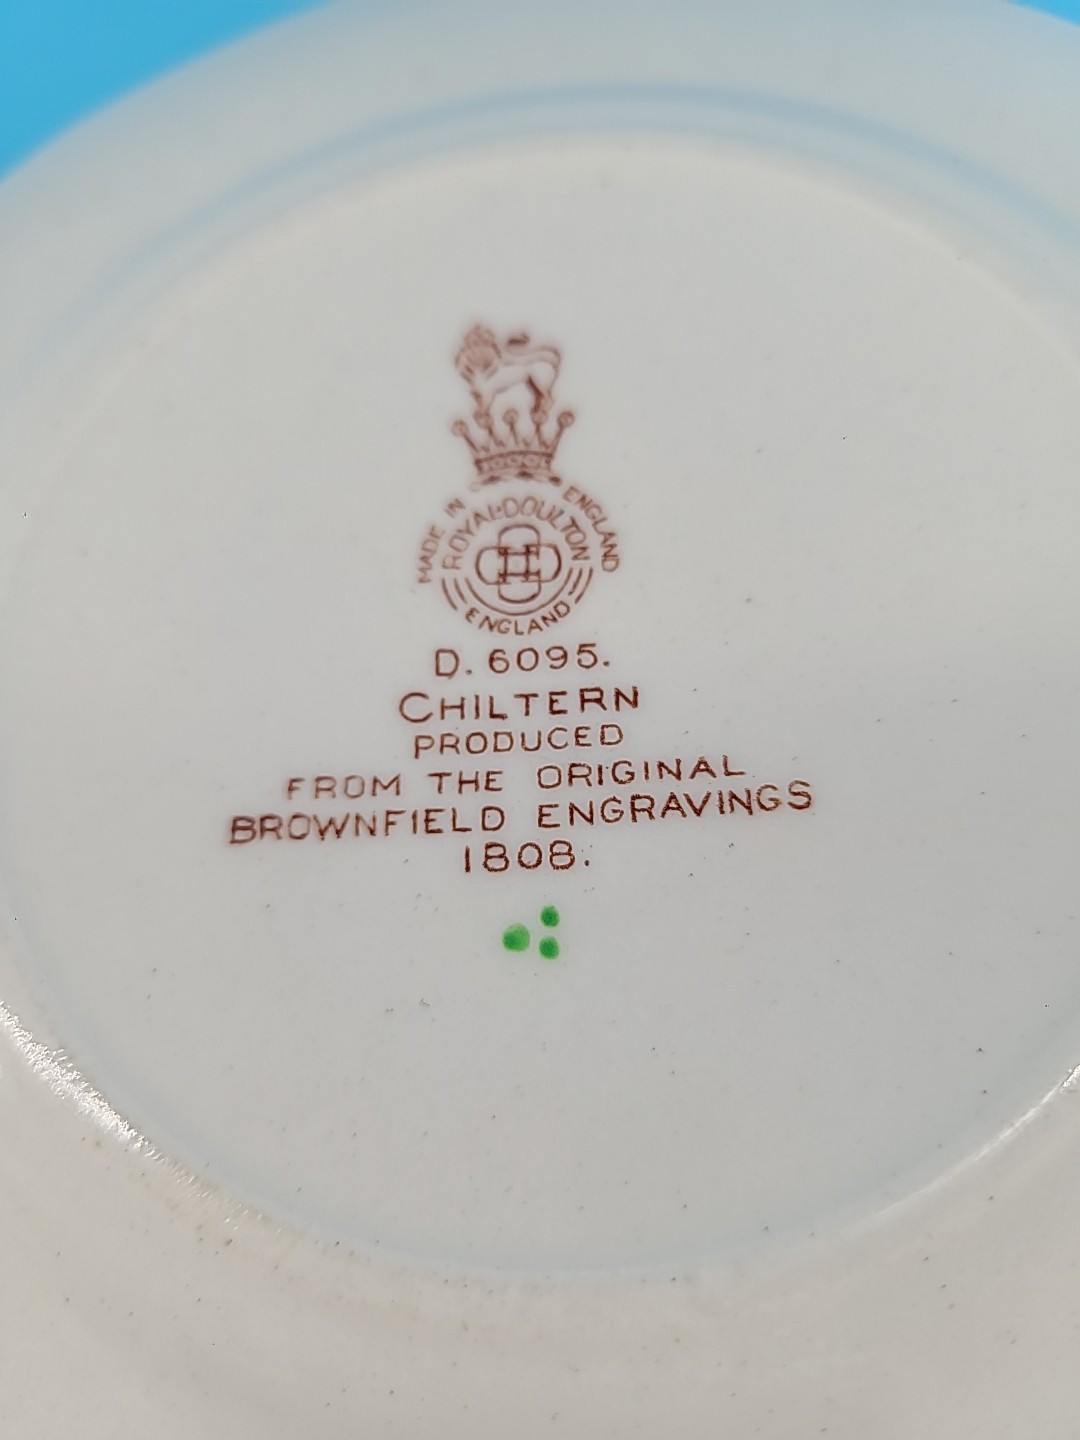 MADE IN ENGLAND
ROYAL DOULTON
ENGLAND
D. 6095.
CHILTERN
PRODUCED
FROM THE ORIGINAL
BROWNFIELD ENGRAVINGS
1808.